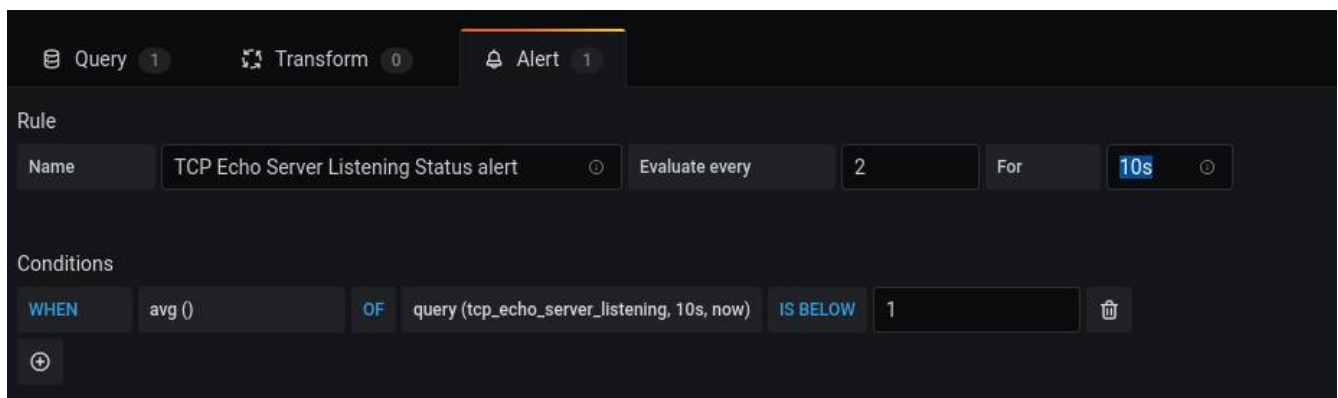 Query 1 Transform 0 Alert 1
Rule
Name TCP Echo Server Listening Status alert Evaluate every 2 For 10s
Conditions
WHEN avg () OF query (tcp_echo_server_listening, 10s, now) IS BELOW 1